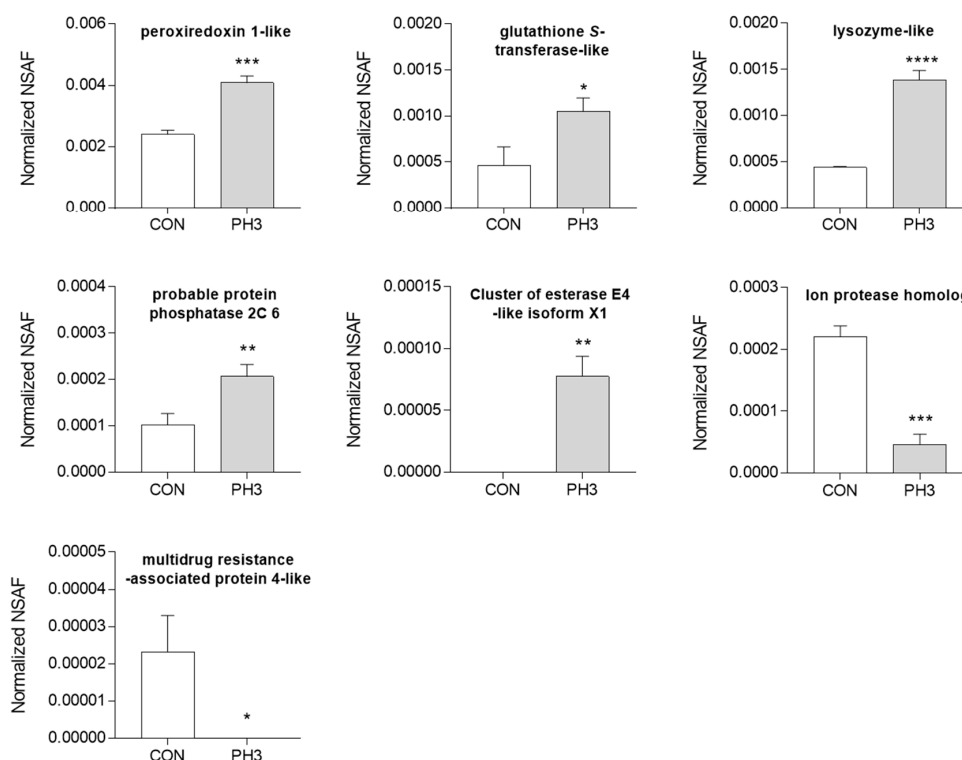 peroxiredoxin 1-like
Normalized NSAF
0.006
0.004
0.002
0.000
***
CON PH3
glutathione S-
transferase-like
Normalized NSAF
0.0020
0.0015
0.0010
0.0005
0.0000
*
CON PH3
lysozyme-like
Normalized NSAF
0.0020
0.0015
0.0010
0.0005
0.0000
****
CON PH3
probable protein
phosphatase 2C 6
Normalized NSAF
0.0004
0.0003
0.0002
0.0001
0.0000
**
CON PH3
Cluster of esterase E4
-like isoform X1
Normalized NSAF
0.00015
0.00010
0.00005
0.00000
**
CON PH3
lon protease homolog
Normalized NSAF
0.0003
0.0002
0.0001
0.0000
***
CON PH3
multidrug resistance
-associated protein 4-like
Normalized NSAF
0.00005
0.00004
0.00003
0.00002
0.00001
0.00000
*
CON PH3